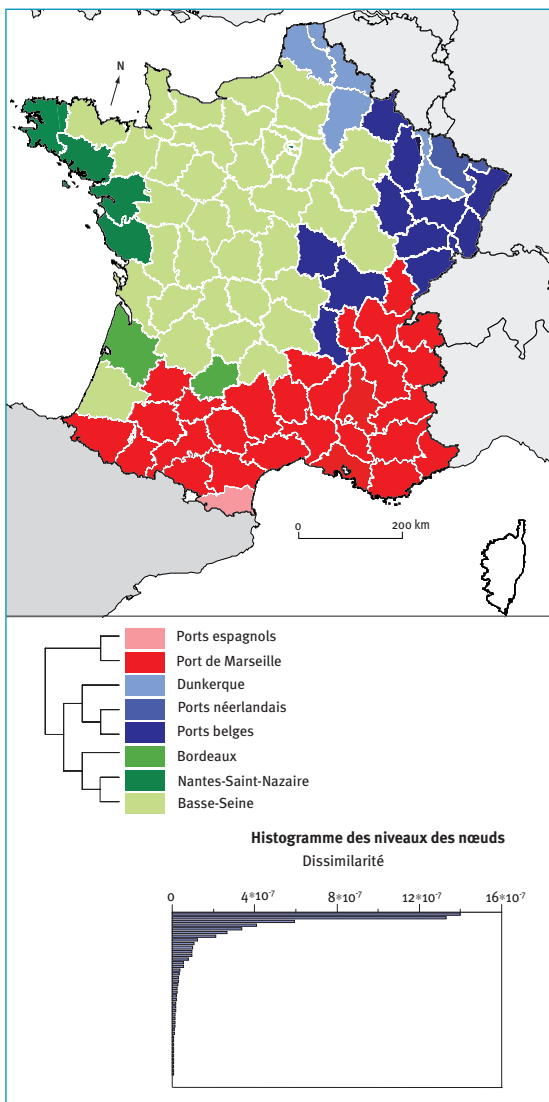 N
0 200 km
Ports espagnols
Port de Marseille
Dunkerque
Ports néerlandais
Ports belges
Bordeaux
Nantes-Saint-Nazaire
Basse-Seine
Histogramme des niveaux des nœuds
Dissimilarité
0 4*10⁻⁷ 8*10⁻⁷ 12*10⁻⁷ 16*10⁻⁷